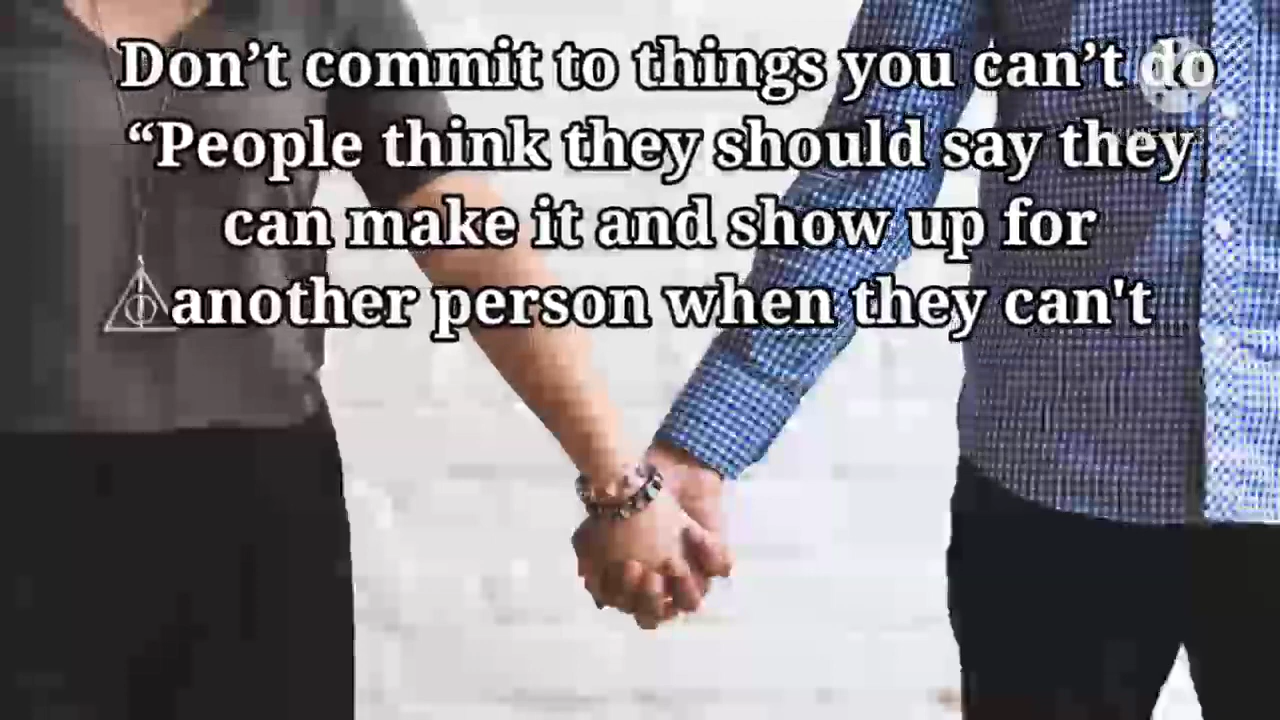 Don’t commit to things you can’t do
“People think they should say they
can make it and show up for
another person when they can't